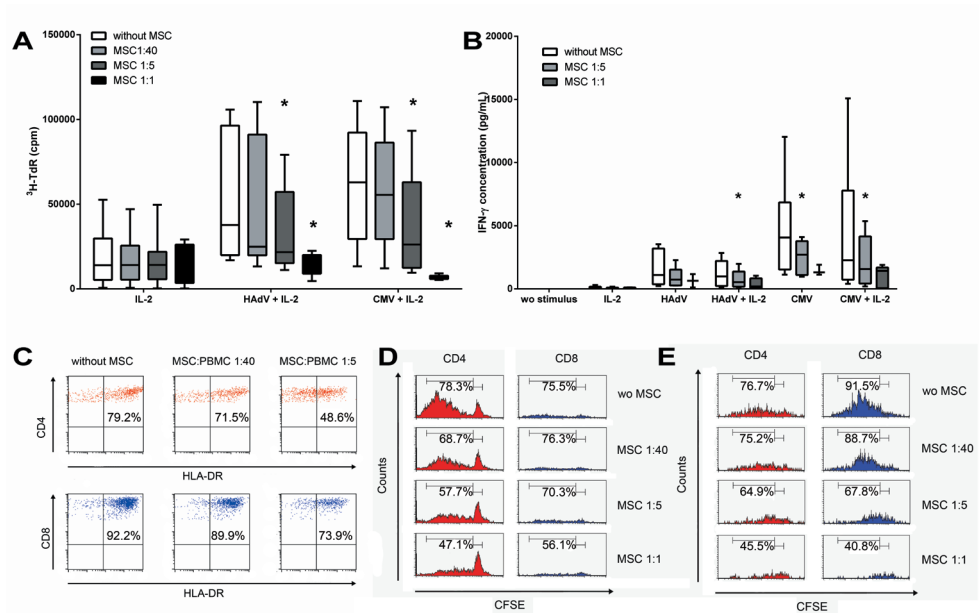 A
150000
100000
50000
0
³H-TdR (cpm)
without MSC
MSC1:40
MSC 1:5
MSC 1:1
*
*
*
*
IL-2
HAdV + IL-2
CMV + IL-2
B
20000
15000
10000
5000
0
IFN-γ concentration (pg/mL)
without MSC
MSC 1:5
MSC 1:1
*
*
*
wo stimulus
IL-2
HAdV
HAdV + IL-2
CMV
CMV + IL-2
C
without MSC
MSC:PBMC 1:40
MSC:PBMC 1:5
CD4
79.2%
71.5%
48.6%
HLA-DR
CD8
92.2%
89.9%
73.9%
HLA-DR
D
CD4
CD8
Counts
78.3%
75.5%
wo MSC
68.7%
76.3%
MSC 1:40
57.7%
70.3%
MSC 1:5
47.1%
56.1%
MSC 1:1
CFSE
E
CD4
CD8
Counts
76.7%
91.5%
wo MSC
75.2%
88.7%
MSC 1:40
64.9%
67.8%
MSC 1:5
45.5%
40.8%
MSC 1:1
CFSE